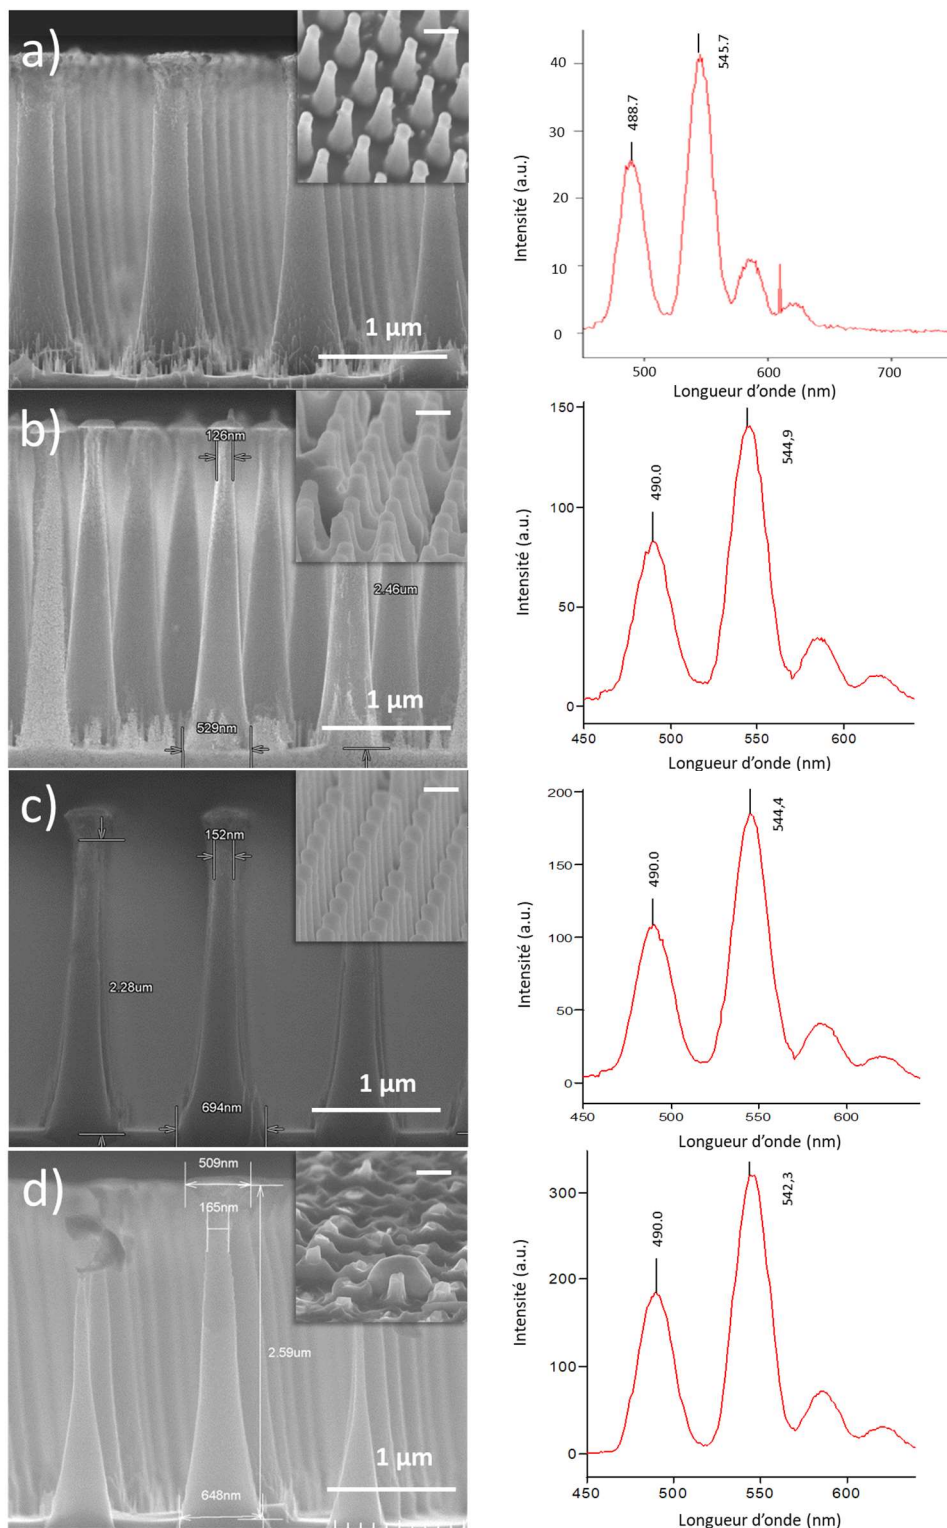 a)
1 µm
Intensité (a.u.)
40
30
20
10
0
488.7
545.7
500
600
700
Longueur d'onde (nm)
b)
126nm
2.46um
529nm
1 µm
Intensité (a.u.)
150
100
50
0
490.0
544,9
450
500
550
600
Longueur d'onde (nm)
c)
152nm
2.28um
694nm
1 µm
Intensité (a.u.)
200
150
100
50
0
490.0
544,4
450
500
550
600
Longueur d'onde (nm)
d)
509nm
165nm
2.59um
648nm
1 µm
Intensité (a.u.)
300
200
100
0
490.0
542,3
450
500
550
600
Longueur d'onde (nm)